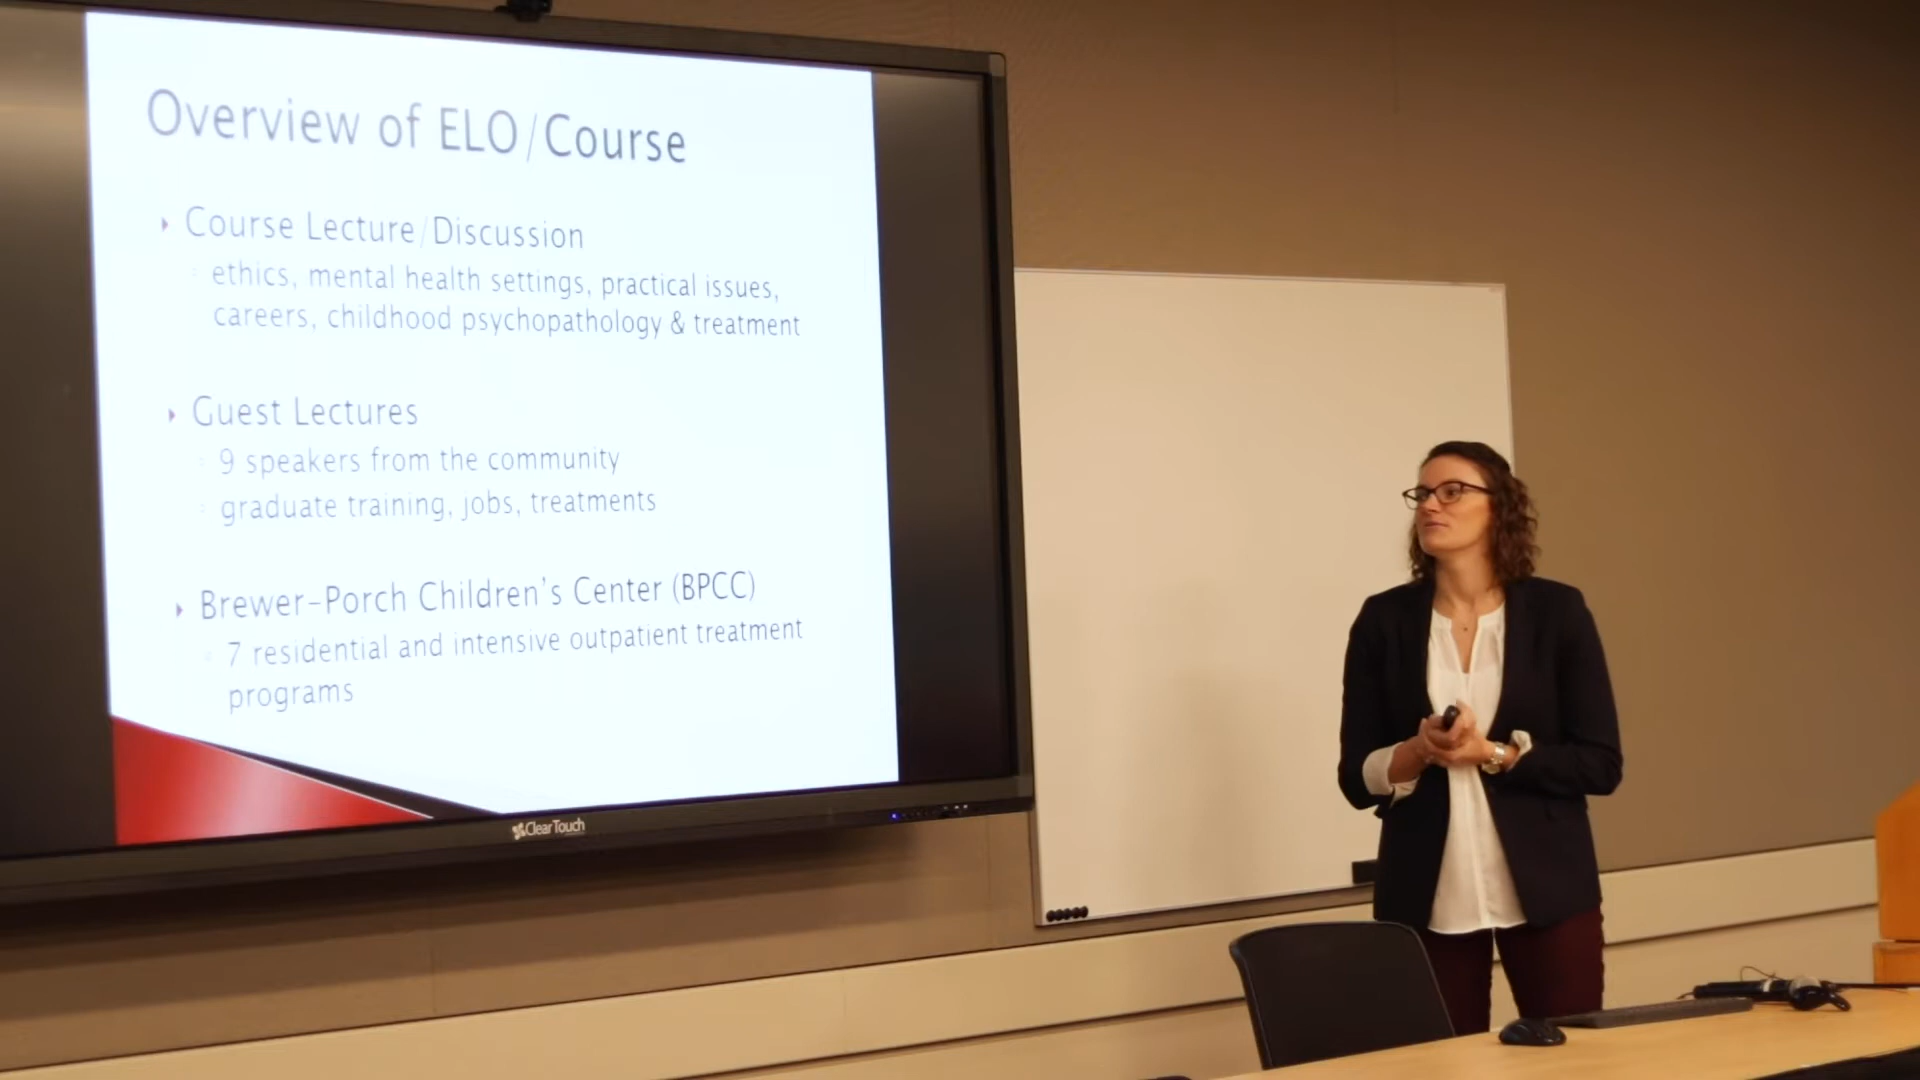 Overview of ELO/Course
Course Lecture/Discussion
ethics, mental health settings, practical issues,
careers, childhood psychopathology & treatment
Guest Lectures
9 speakers from the community
graduate training, jobs, treatments
Brewer-Porch Children's Center (BPCC)
7 residential and intensive outpatient treatment
programs
ClearTouch